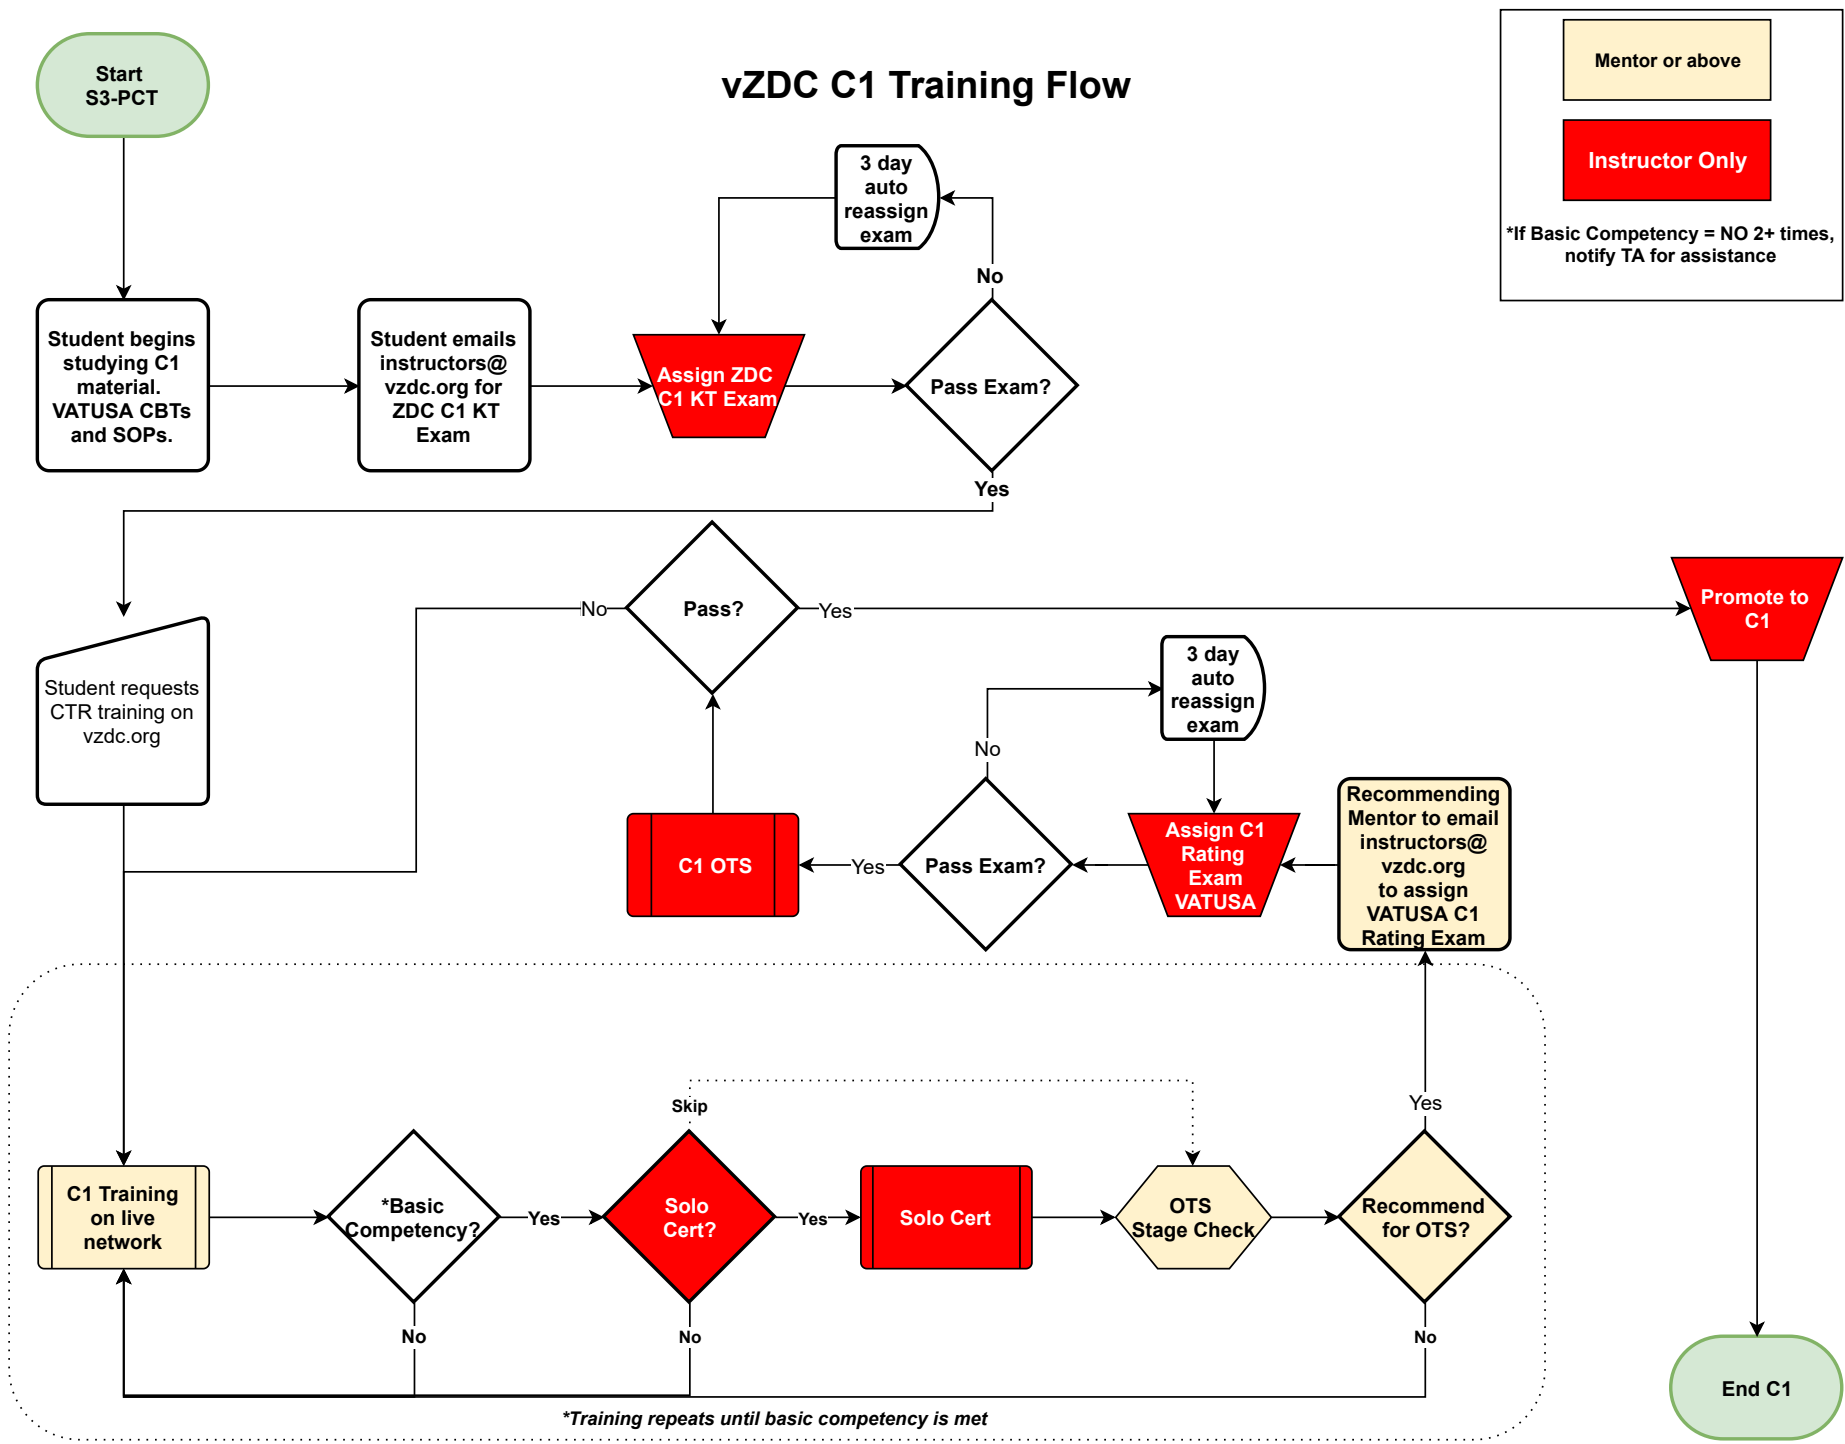 Start
S3-PCT
vZDC C1 Training Flow
Mentor or above
Instructor Only
*If Basic Competency = NO 2+ times,
notify TA for assistance
3 day
auto
reassign
exam
No
Student begins
studying C1
material.
VATUSA CBTs
and SOPs.
Student emails
instructors@
vzdc.org for
ZDC C1 KT
Exam
Assign ZDC
C1 KT Exam
Pass Exam?
Yes
No
Pass?
Yes
Promote to
C1
Student requests
CTR training on
vzdc.org
3 day
auto
reassign
exam
No
C1 OTS
Yes
Pass Exam?
Assign C1
Rating
Exam
VATUSA
Recommending
Mentor to email
instructors@
vzdc.org
to assign
VATUSA C1
Rating Exam
Skip
Yes
C1 Training
on live
network
*Basic
Competency?
Yes
Solo
Cert?
Yes
Solo Cert
OTS
Stage Check
Recommend
for OTS?
No
No
No
*Training repeats until basic competency is met
End C1